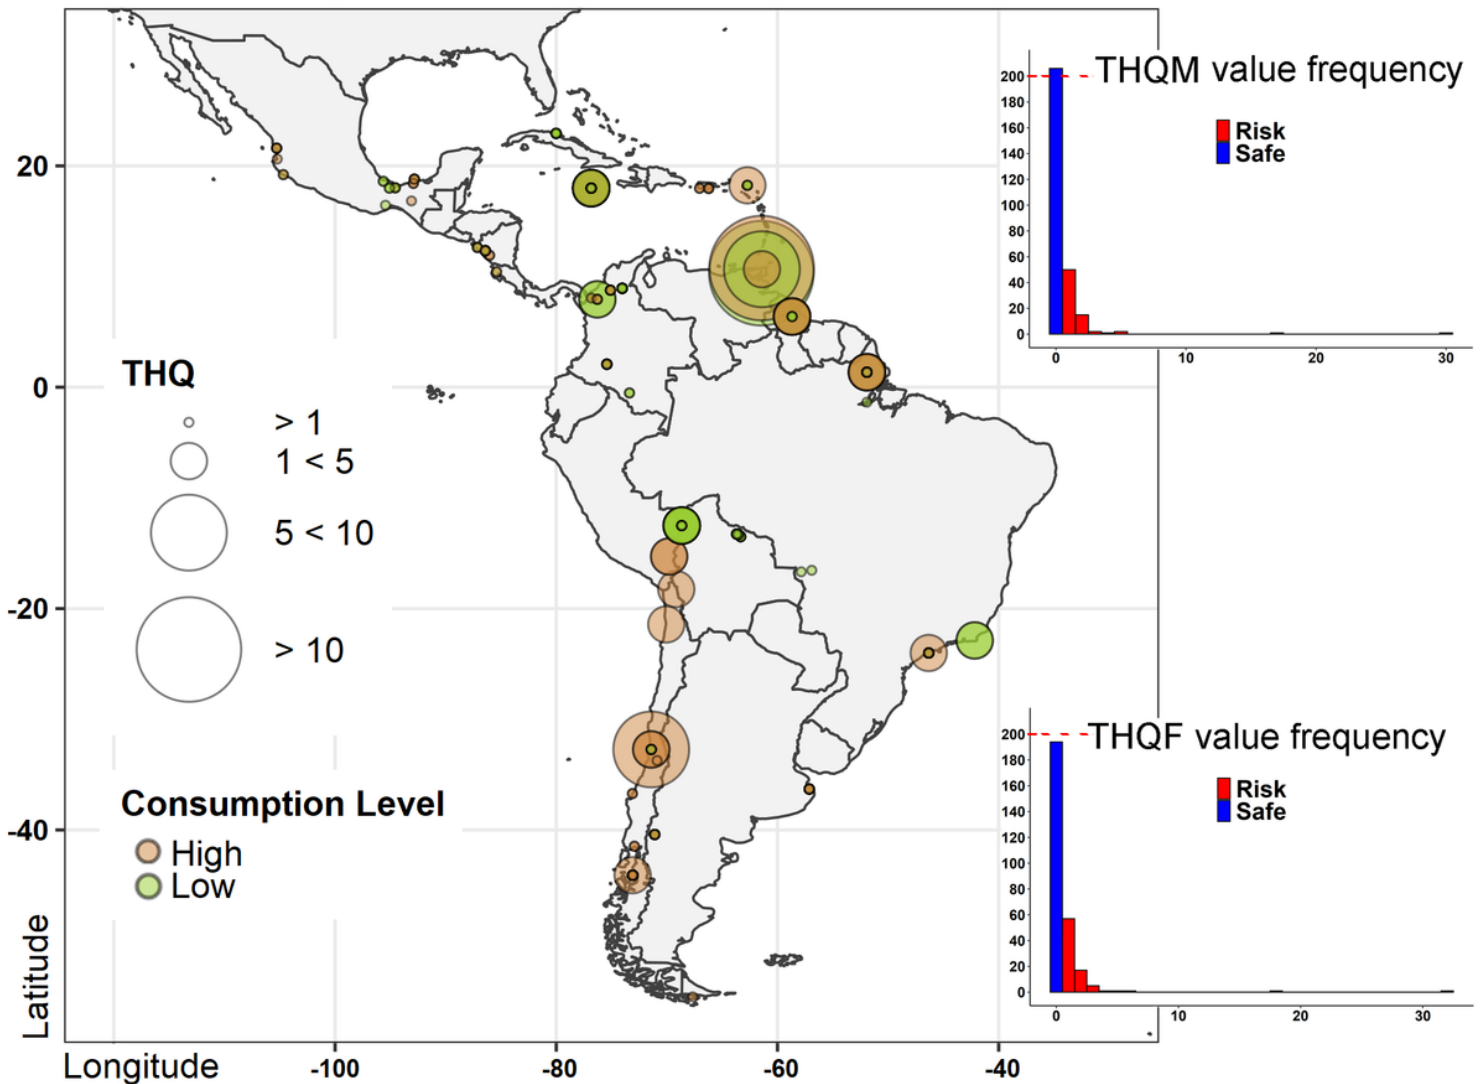 THQM value frequency
200
180
160
140
120
100
80
60
40
20
0
Risk
Safe
0
10
20
30
20
0
-20
-40
THQ
> 1
1 < 5
5 < 10
> 10
Consumption Level
High
Low
THQF value frequency
200
180
160
140
120
100
80
60
40
20
0
Risk
Safe
0
10
20
30
Latitude
Longitude
-100
-80
-60
-40